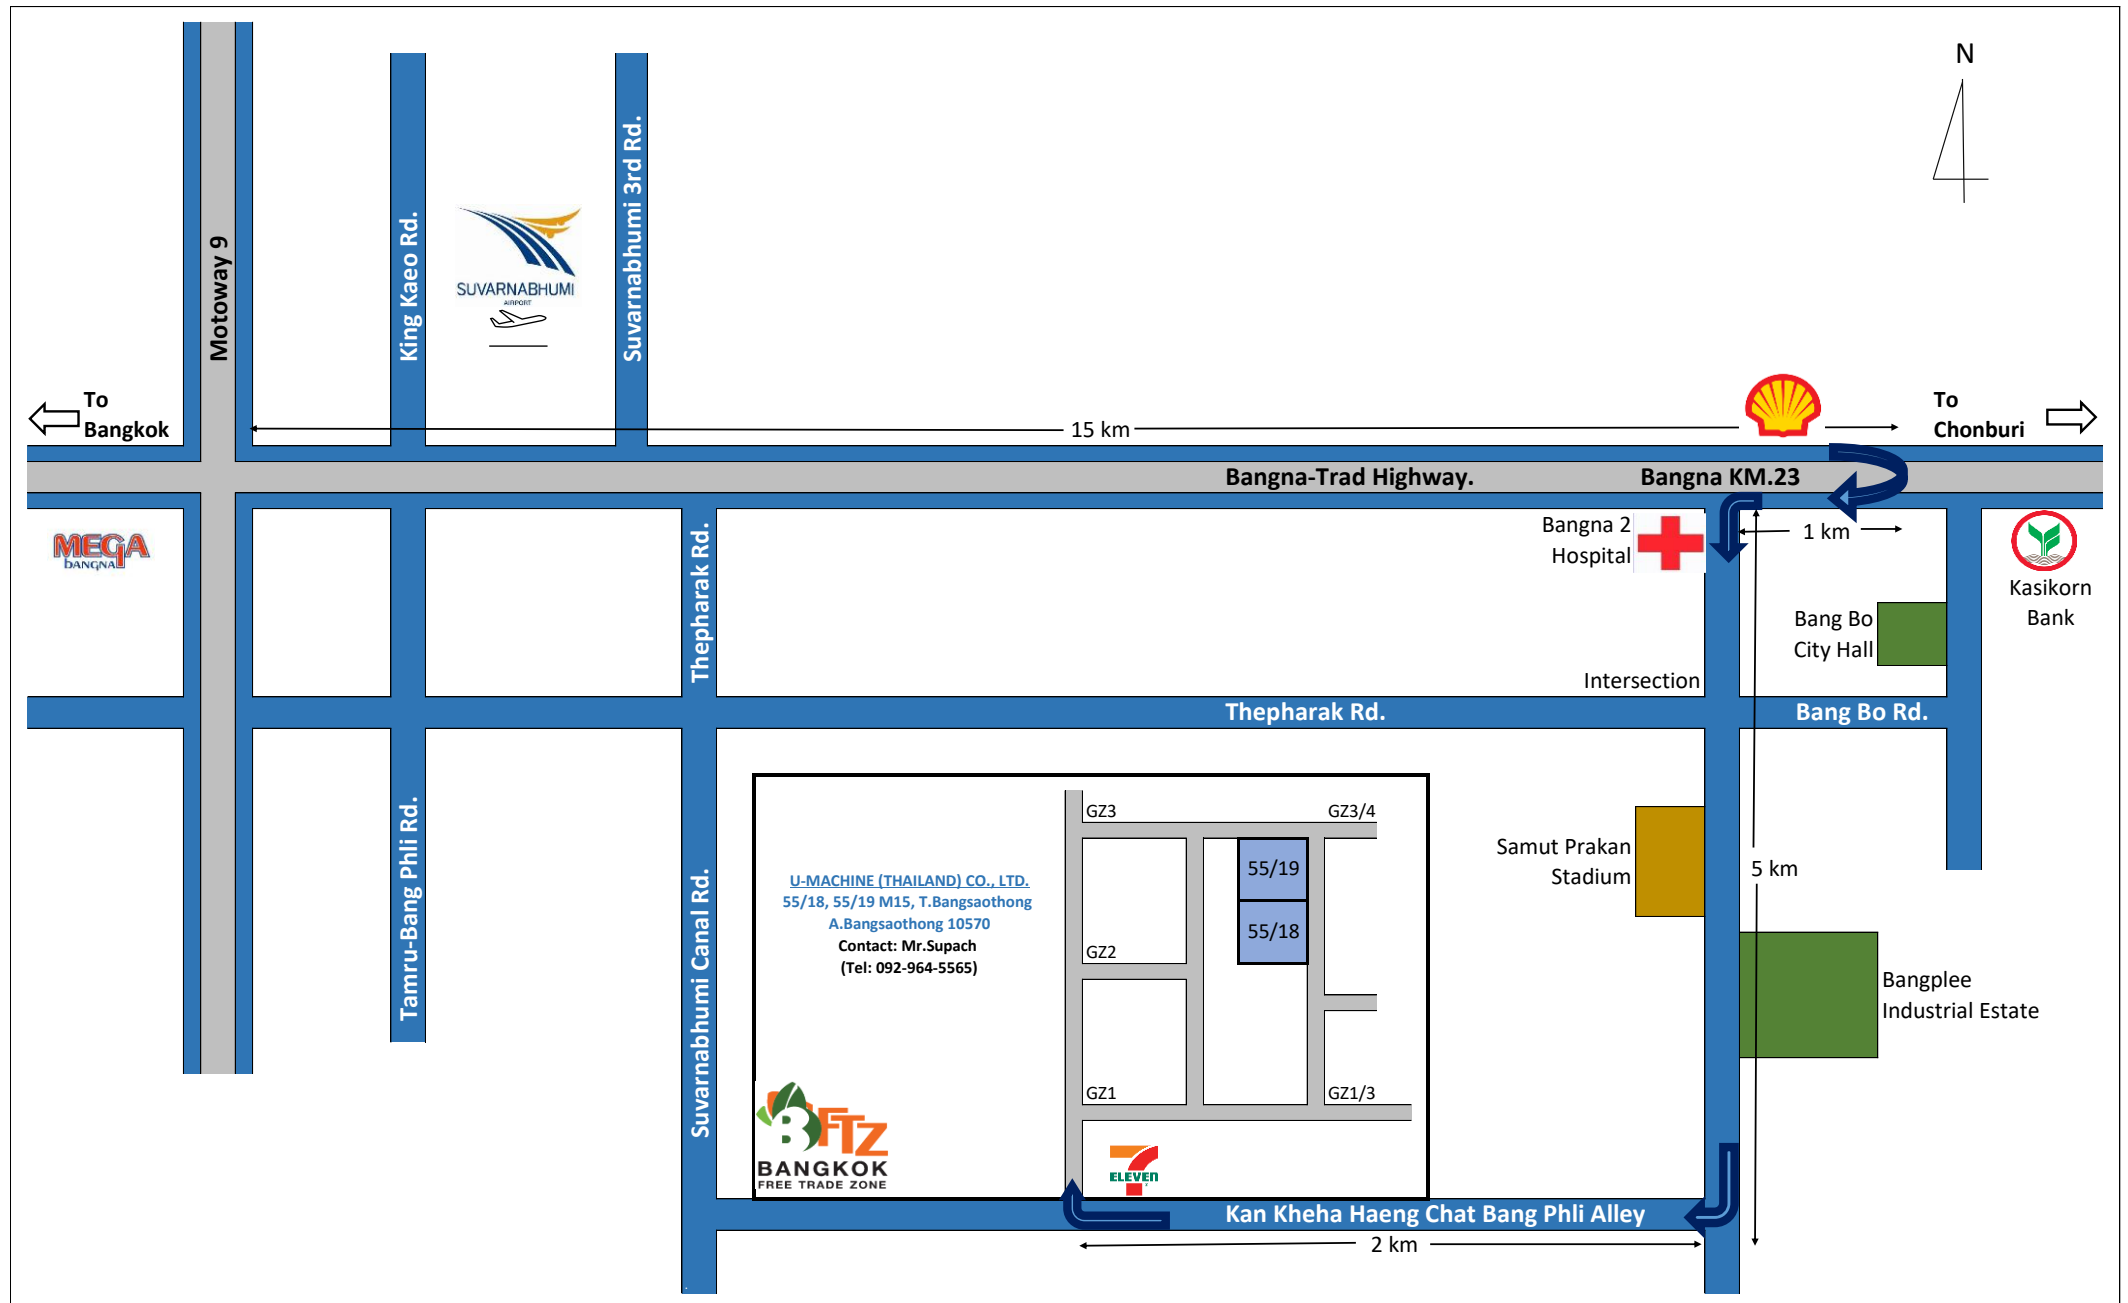 N
Motoway 9
King Kaeo Rd.
SUVARNABHUMI
AIRPORT
Suvarnabhumi 3rd Rd.
To
Bangkok
15 km
To
Chonburi
Bangna-Trad Highway.
Bangna KM.23
MEGA
bangna
Thepharak Rd.
Bangna 2
Hospital
1 km
Kasikorn
Bank
Bang Bo
City Hall
Intersection
Thepharak Rd.
Bang Bo Rd.
Tamru-Bang Phli Rd.
Suvarnabhumi Canal Rd.
U-MACHINE (THAILAND) CO., LTD.
55/18, 55/19 M15, T.Bangsaothong
A.Bangsaothong 10570
Contact: Mr.Supach
(Tel: 092-964-5565)
GZ3
GZ3/4
55/19
55/18
GZ2
GZ1
GZ1/3
Samut Prakan
Stadium
5 km
Bangplee
Industrial Estate
BFTZ
BANGKOK
FREE TRADE ZONE
7
ELEVEN
Kan Kheha Haeng Chat Bang Phli Alley
2 km